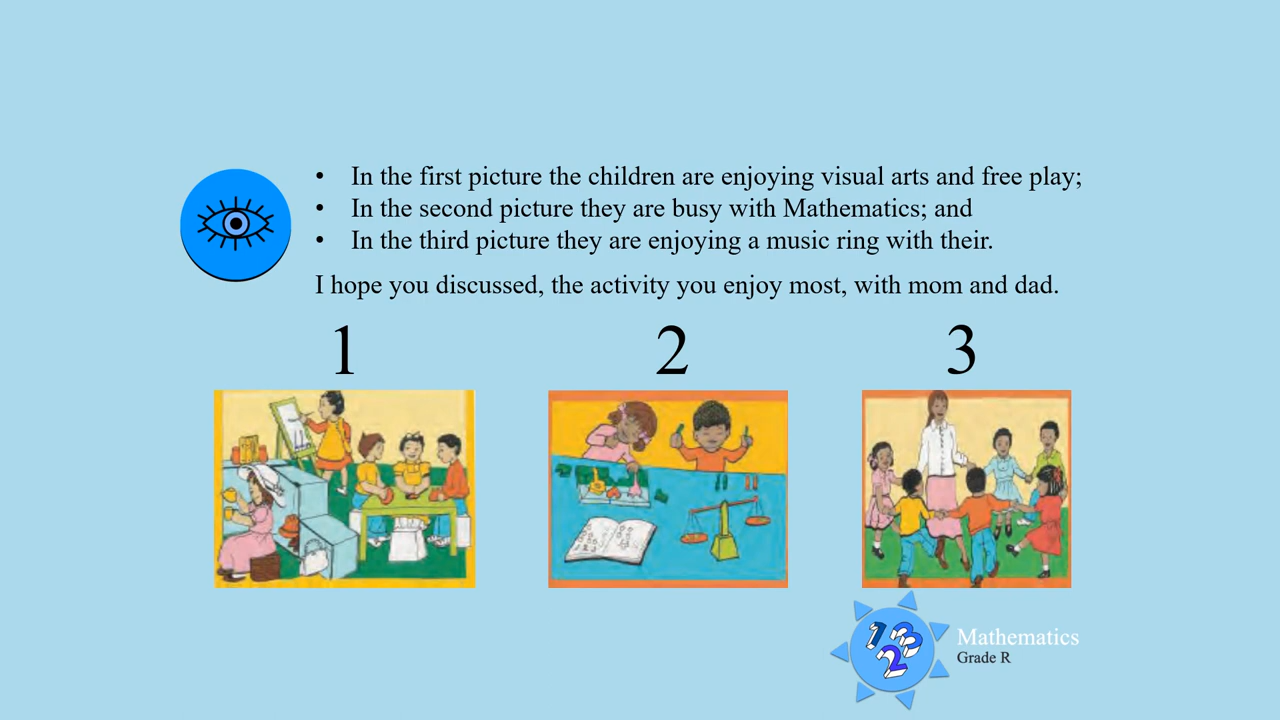 • In the first picture the children are enjoying visual arts and free play;
• In the second picture they are busy with Mathematics; and
• In the third picture they are enjoying a music ring with their.
I hope you discussed, the activity you enjoy most, with mom and dad.
1 2 3
123
Mathematics
Grade R